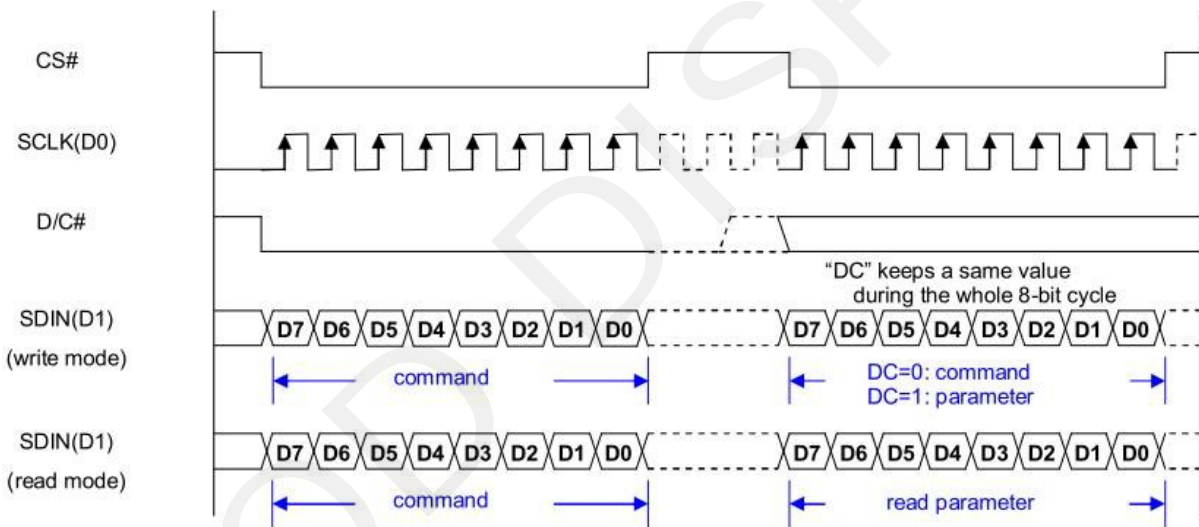 CS#
SCLK(D0)
D/C#
"DC" keeps a same value
during the whole 8-bit cycle
SDIN(D1)
(write mode)
D7 D6 D5 D4 D3 D2 D1 D0
D7 D6 D5 D4 D3 D2 D1 D0
command
DC=0: command
DC=1: parameter
SDIN(D1)
(read mode)
D7 D6 D5 D4 D3 D2 D1 D0
D7 D6 D5 D4 D3 D2 D1 D0
command
read parameter